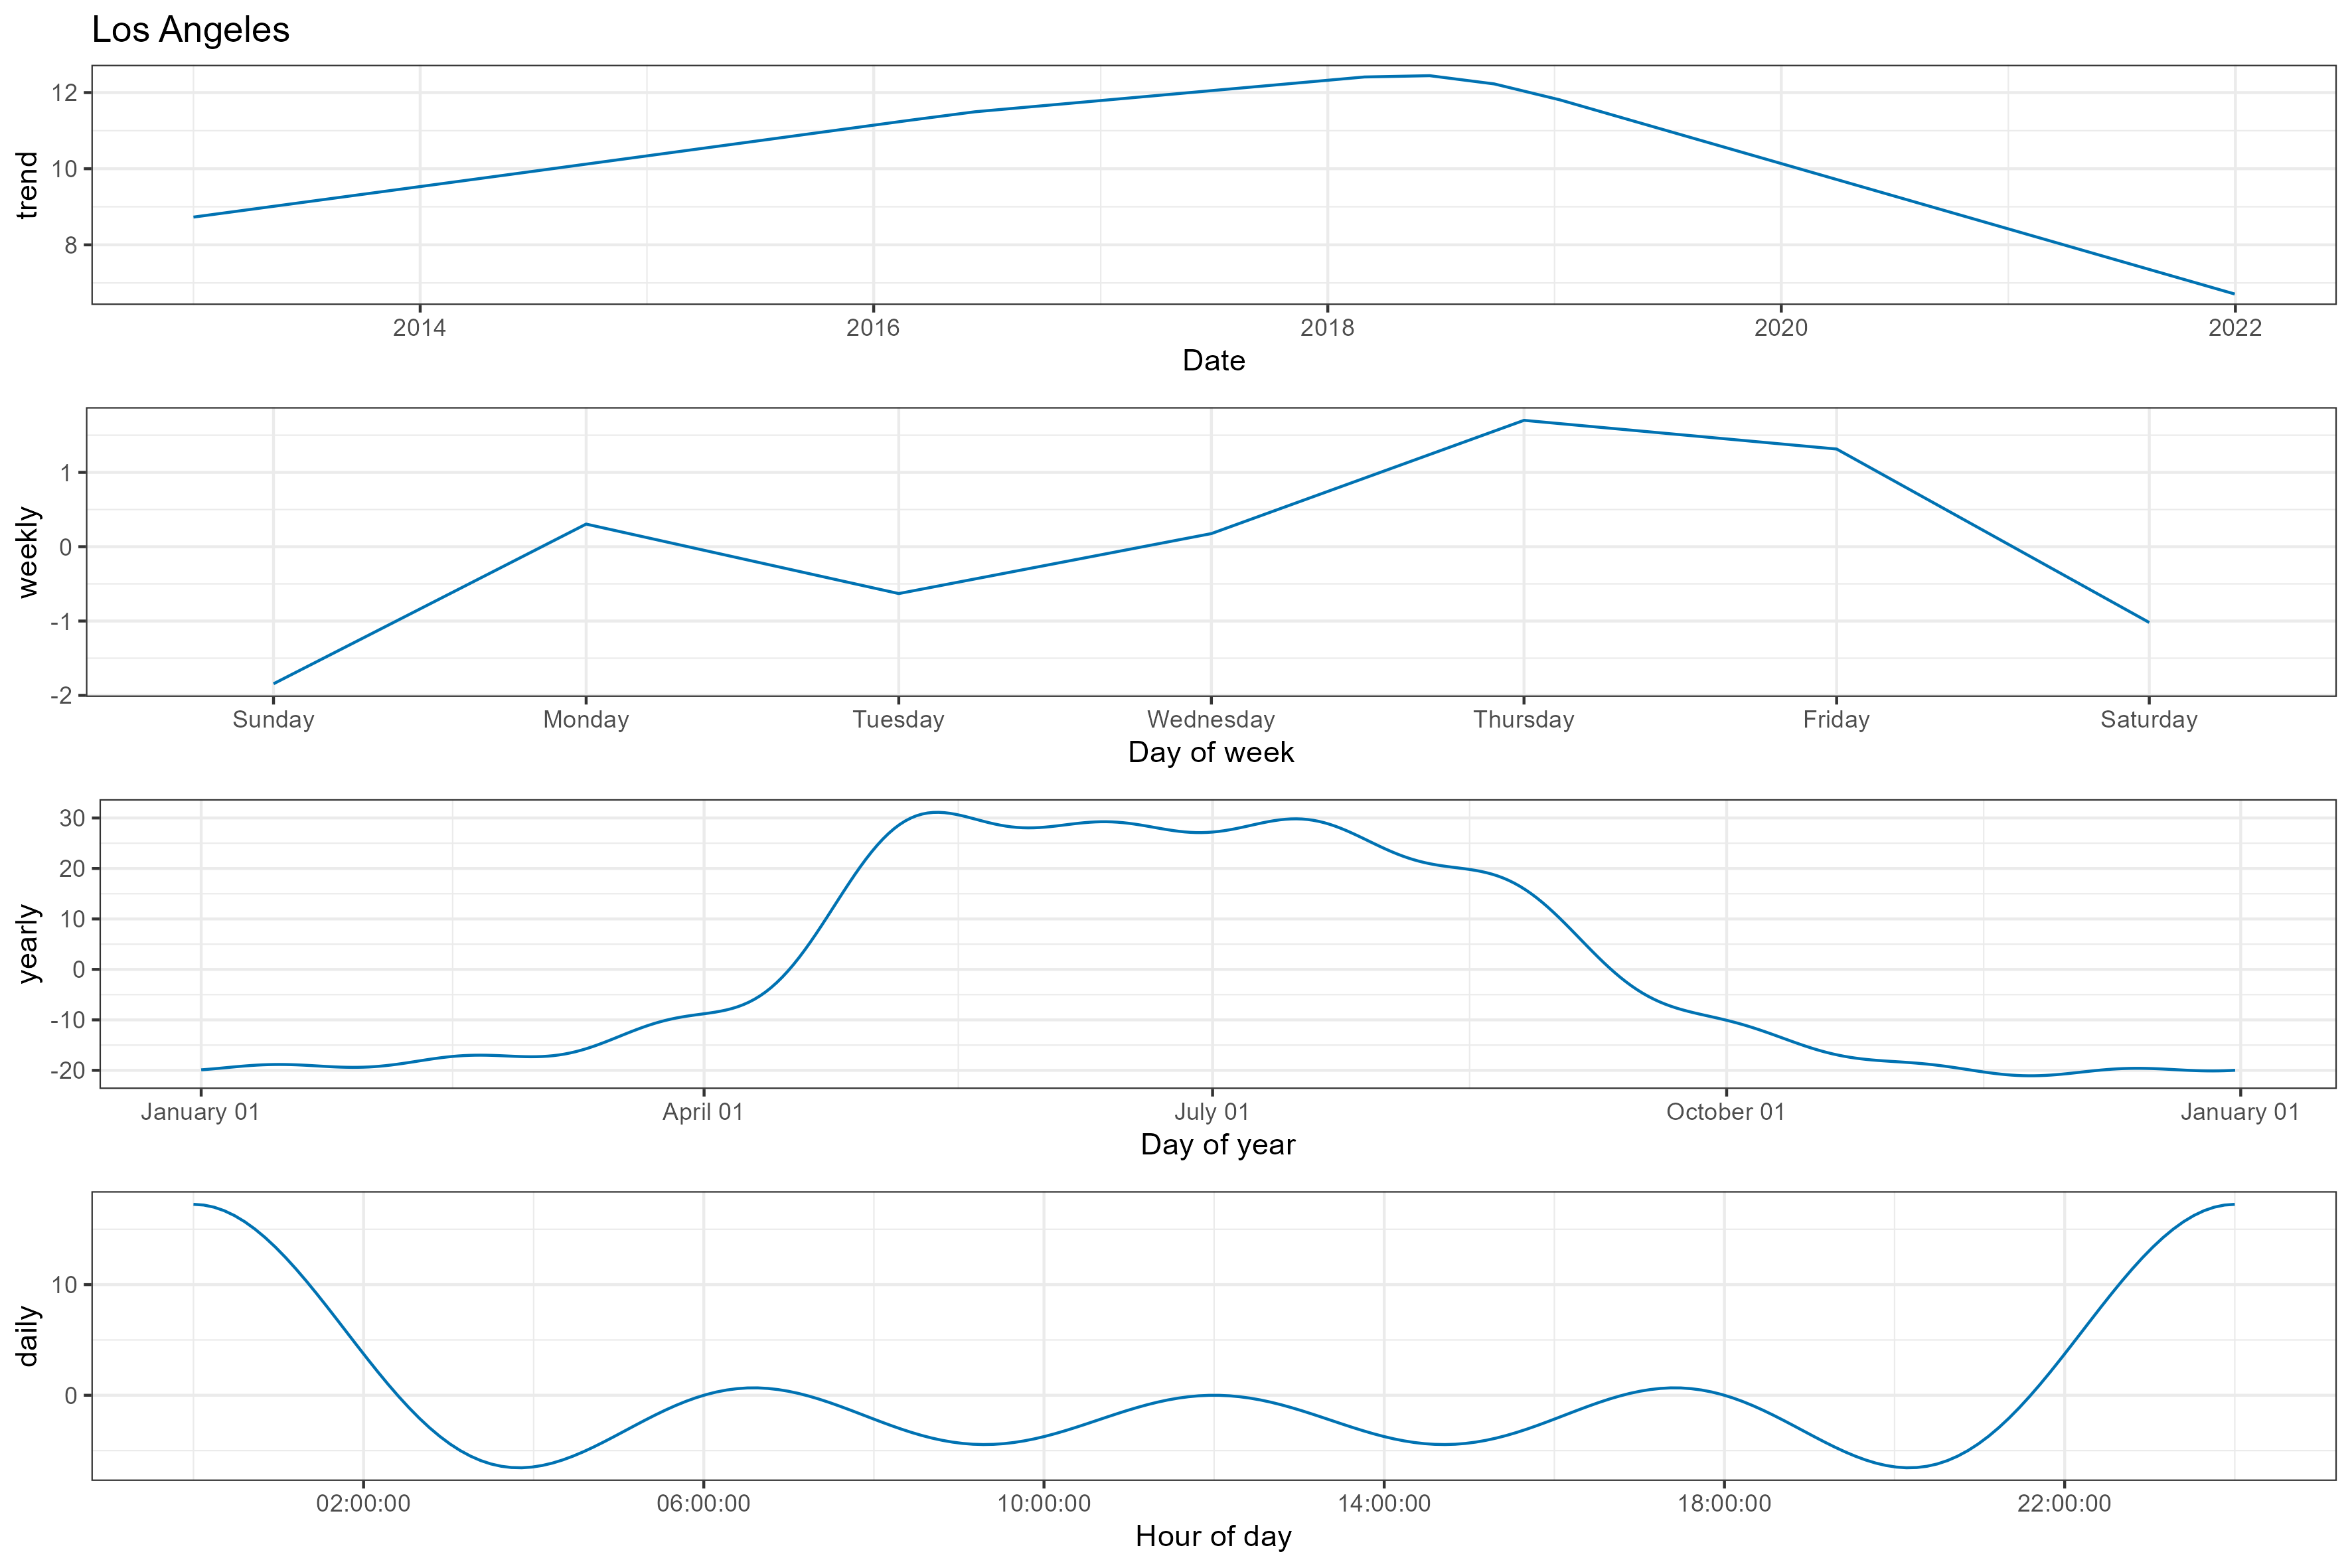 Los Angeles
12
10
8
trend
2014 2016 2018 2020 2022
Date
1
0
-1
-2
weekly
Sunday Monday Tuesday Wednesday Thursday Friday Saturday
Day of week
30
20
10
0
-10
-20
yearly
January 01 April 01 July 01 October 01 January 01
Day of year
10
0
daily
02:00:00 06:00:00 10:00:00 14:00:00 18:00:00 22:00:00
Hour of day